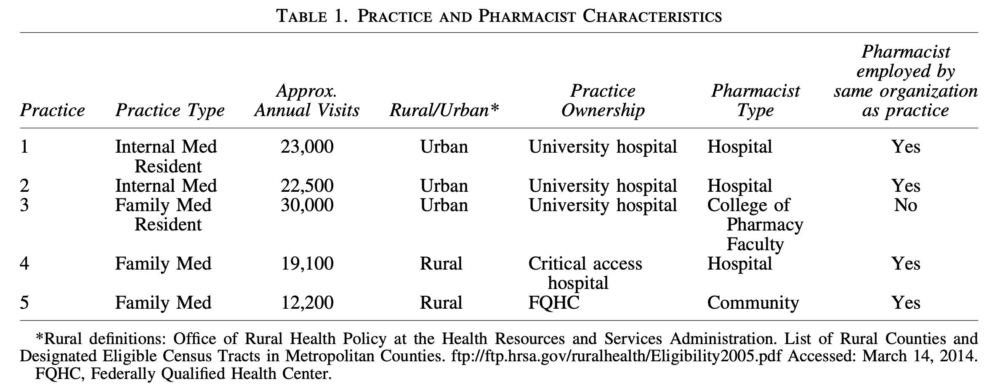 TABLE 1. PRACTICE AND PHARMACIST CHARACTERISTICS
Pharmacist
employed by
Approx. Practice Pharmacist same organization
Practice Practice Type Annual Visits Rural/Urban* Ownership Type as practice
1 Internal Med 23,000 Urban University hospital Hospital Yes
Resident
2 Internal Med 22,500 Urban University hospital Hospital Yes
3 Family Med 30,000 Urban University hospital College of No
Resident Pharmacy
Faculty
4 Family Med 19,100 Rural Critical access Hospital Yes
hospital
5 Family Med 12,200 Rural FQHC Community Yes
*Rural definitions: Office of Rural Health Policy at the Health Resources and Services Administration. List of Rural Counties and
Designated Eligible Census Tracts in Metropolitan Counties. ftp://ftp.hrsa.gov/ruralhealth/Eligibility2005.pdf Accessed: March 14, 2014.
FQHC, Federally Qualified Health Center.